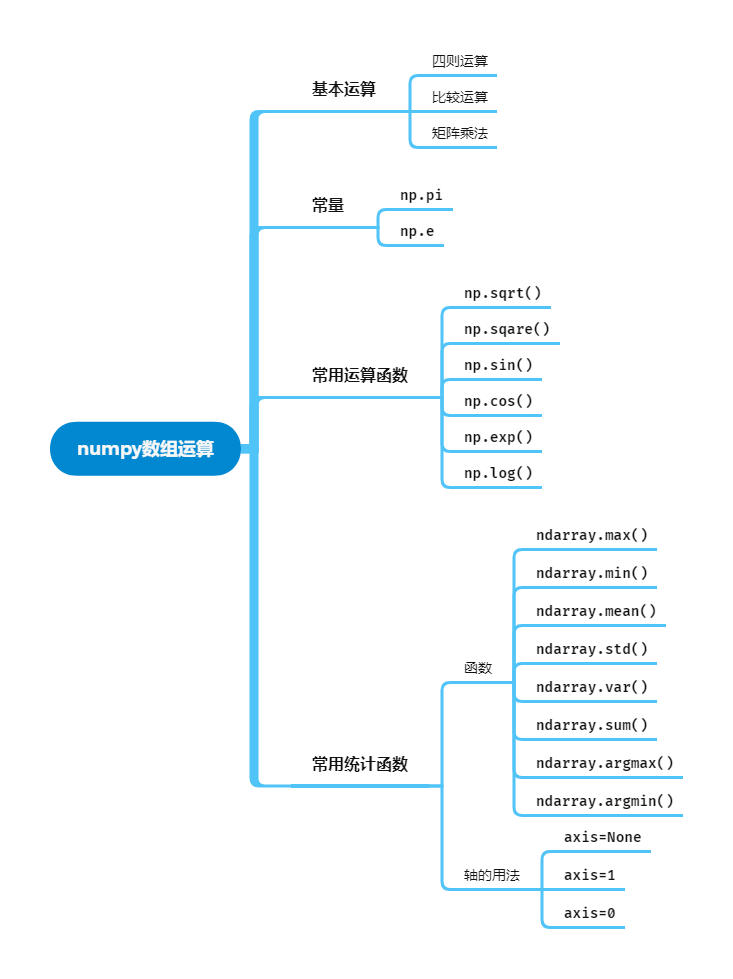 numpy数组运算
基本运算
四则运算
比较运算
矩阵乘法
常量
np.pi
np.e
常用运算函数
np.sqrt()
np.sqare()
np.sin()
np.cos()
np.exp()
np.log()
常用统计函数
函数
ndarray.max()
ndarray.min()
ndarray.mean()
ndarray.std()
ndarray.var()
ndarray.sum()
ndarray.argmax()
ndarray.argmin()
轴的用法
axis=None
axis=1
axis=0